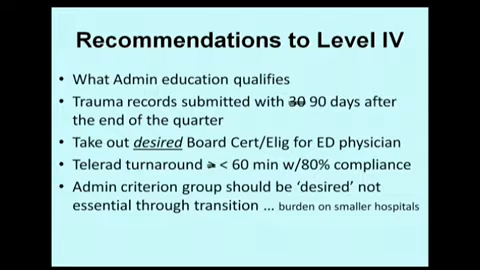 Recommendations to Level IV
• What Admin education qualifies
• Trauma records submitted with 30 90 days after
the end of the quarter
• Take out desired Board Cert/Elig for ED physician
• Telerad turnaround > < 60 min w/80% compliance
• Admin criterion group should be ‘desired’ not
essential through transition … burden on smaller hospitals